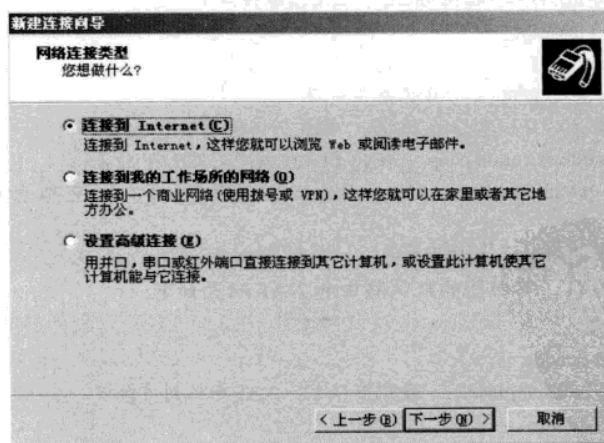 新建连接向导
网络连接类型
您想做什么?
连接到 Internet(C)
连接到 Internet,这样您就可以浏览 Web 或阅读电子邮件。
连接到我的工作场所的网络(O)
连接到一个商业网络(使用拨号或 VPN),这样您就可以在家里或者其它地
方办公。
设置高级连接(E)
用并口,串口或红外端口直接连接到其它计算机,或设置此计算机使其它
计算机能与它连接。
< 上一步(B) 下一步(N) > 取消